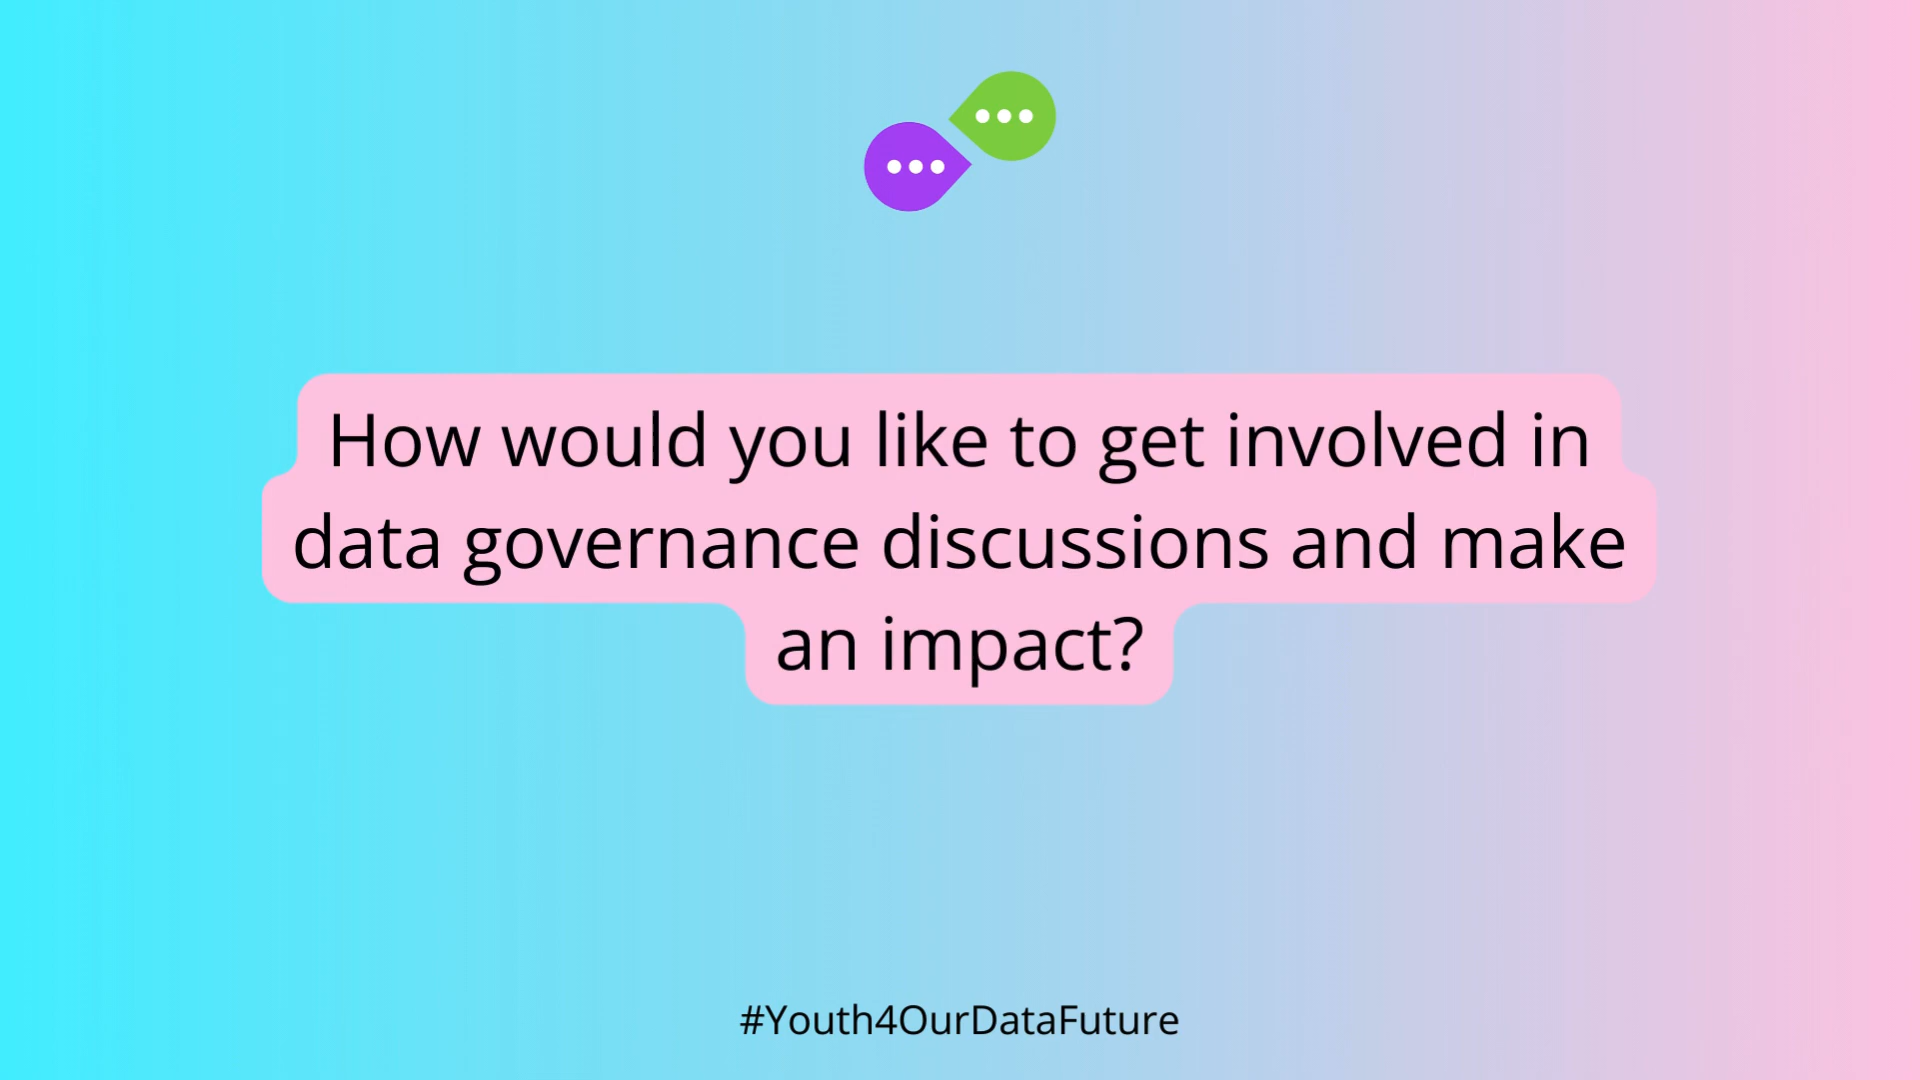 How would you like to get involved in
data governance discussions and make
an impact?
#Youth4OurDataFuture